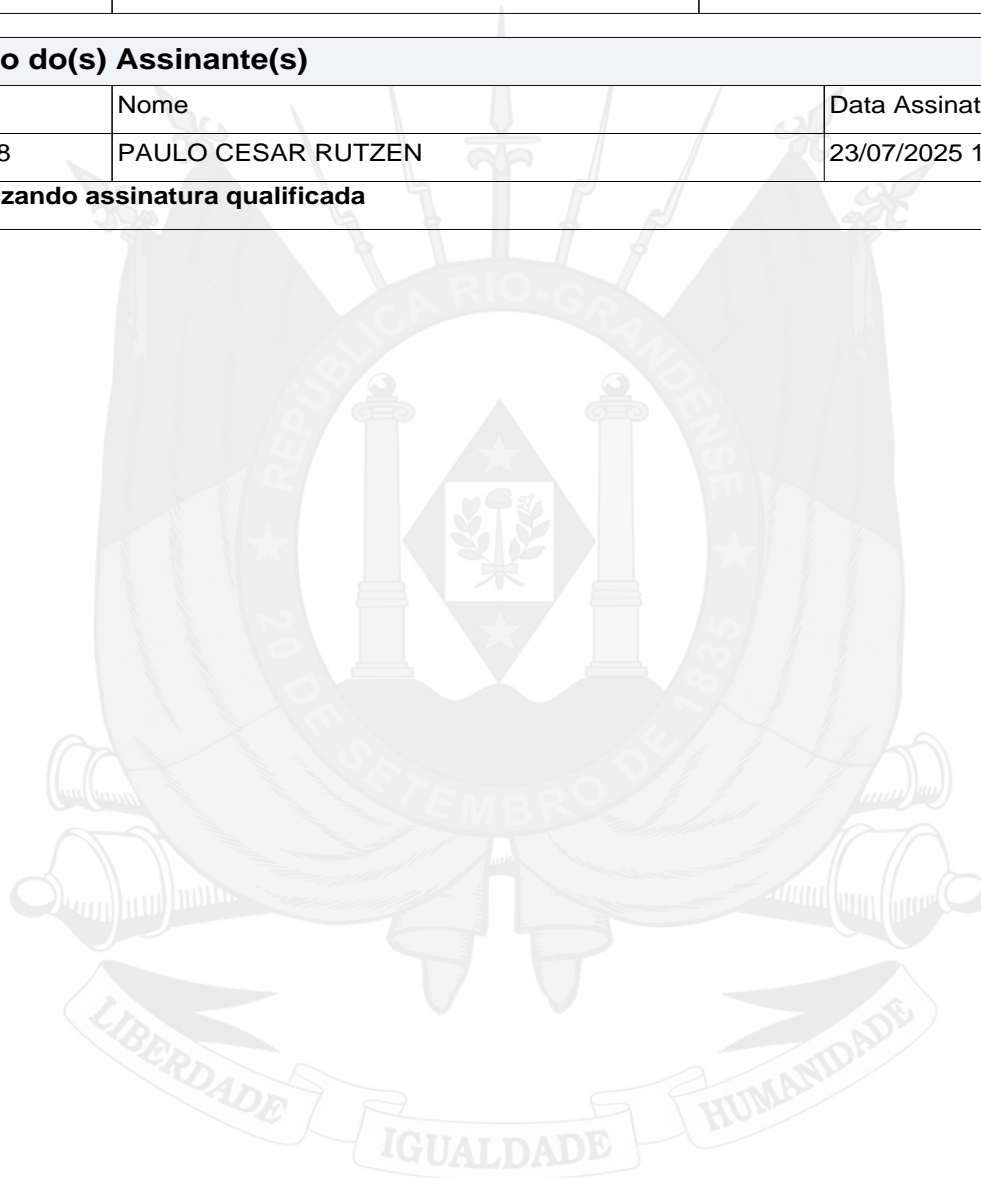 o do(s) Assinante(s)
Nome
Data Assinat
8
PAULO CESAR RUTZEN
23/07/2025 1
zando assinatura qualificada
REPÚBLICA RIO-GRANDENSE
20 DE SETEMBRO DE 1835
LIBERDADE
IGUALDADE
HUMANIDADE